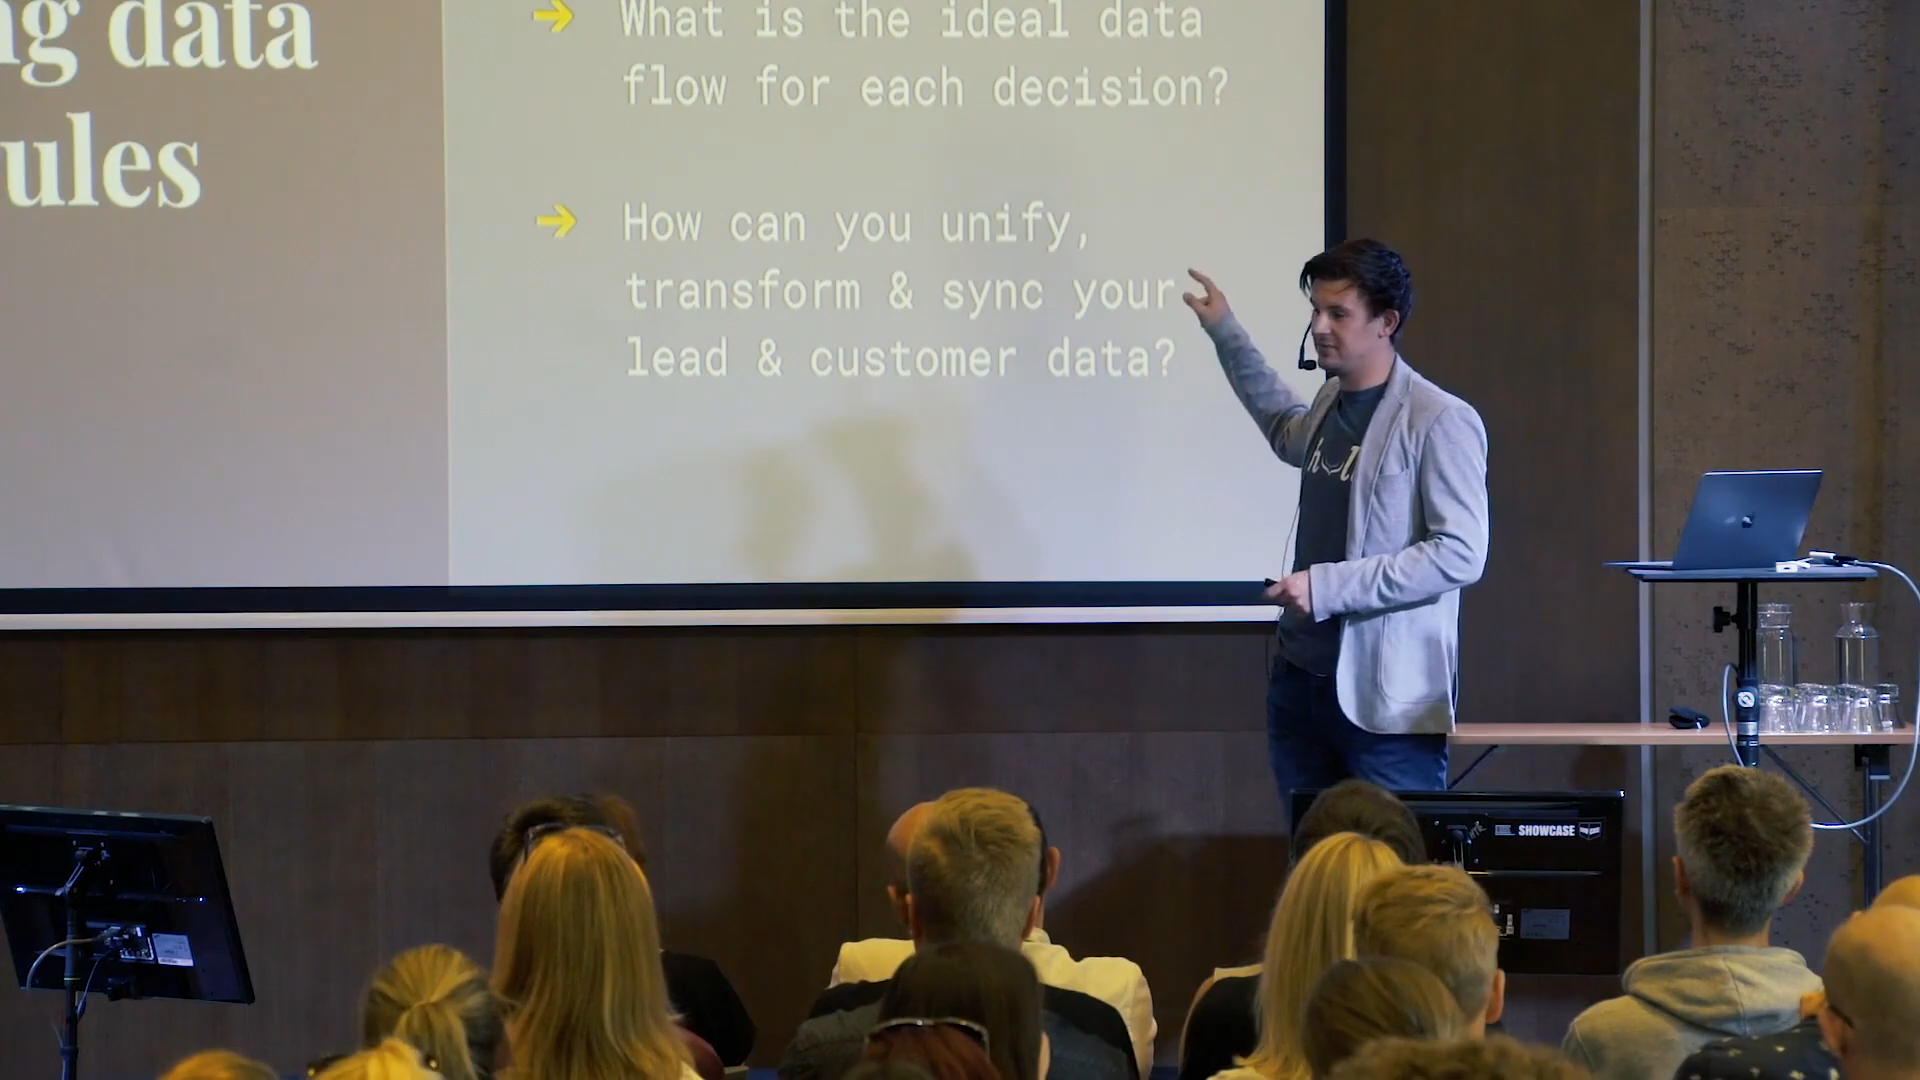 ng data
ules
➔ What is the ideal data
flow for each decision?
➔ How can you unify,
transform & sync your
lead & customer data?
hull
SHOWCASE